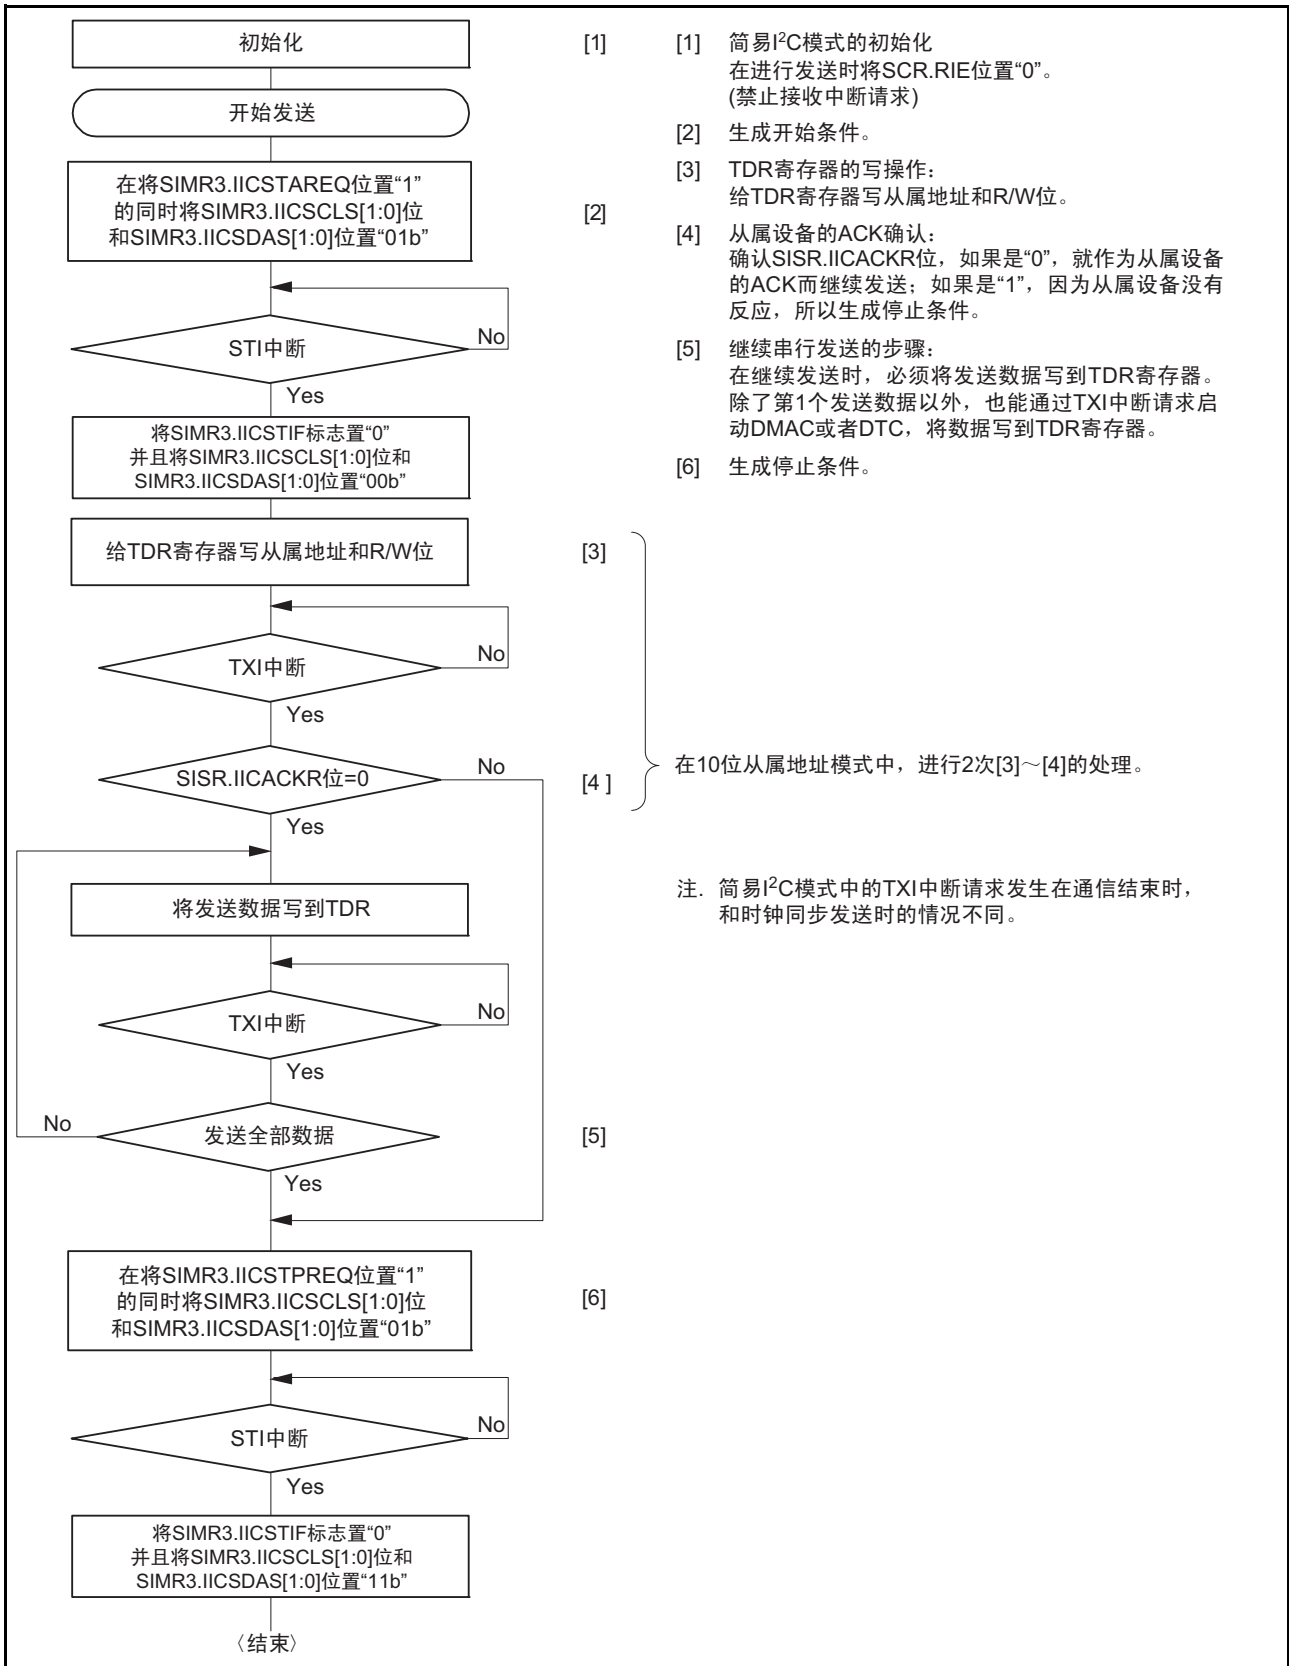 初始化
[1]
开始发送
在将SIMR3.IICSTAREQ位置“1”
的同时将SIMR3.IICSCLS[1:0]位
和SIMR3.IICSDAS[1:0]位置“01b”
[2]
STI中断
No
Yes
将SIMR3.IICSTIF标志置“0”
并且将SIMR3.IICSCLS[1:0]位和
SIMR3.IICSDAS[1:0]位置“00b”
给TDR寄存器写从属地址和R/W位
[3]
TXI中断
No
Yes
SISR.IICACKR位=0
No
[4 ]
Yes
将发送数据写到TDR
TXI中断
No
Yes
发送全部数据
No
[5]
Yes
在将SIMR3.IICSTPREQ位置“1”
的同时将SIMR3.IICSCLS[1:0]位
和SIMR3.IICSDAS[1:0]位置“01b”
[6]
STI中断
No
Yes
将SIMR3.IICSTIF标志置“0”
并且将SIMR3.IICSCLS[1:0]位和
SIMR3.IICSDAS[1:0]位置“11b”
〈结束〉
[1] 简易I²C模式的初始化
在进行发送时将SCR.RIE位置“0”。
(禁止接收中断请求)
[2] 生成开始条件。
[3] TDR寄存器的写操作：
给TDR寄存器写从属地址和R/W位。
[4] 从属设备的ACK确认：
确认SISR.IICACKR位，如果是“0”，就作为从属设备
的ACK而继续发送；如果是“1”，因为从属设备没有
反应，所以生成停止条件。
[5] 继续串行发送的步骤：
在继续发送时，必须将发送数据写到TDR寄存器。
除了第1个发送数据以外，也能通过TXI中断请求启
动DMAC或者DTC，将数据写到TDR寄存器。
[6] 生成停止条件。
在10位从属地址模式中，进行2次[3]～[4]的处理。
注. 简易I²C模式中的TXI中断请求发生在通信结束时，
和时钟同步发送时的情况不同。